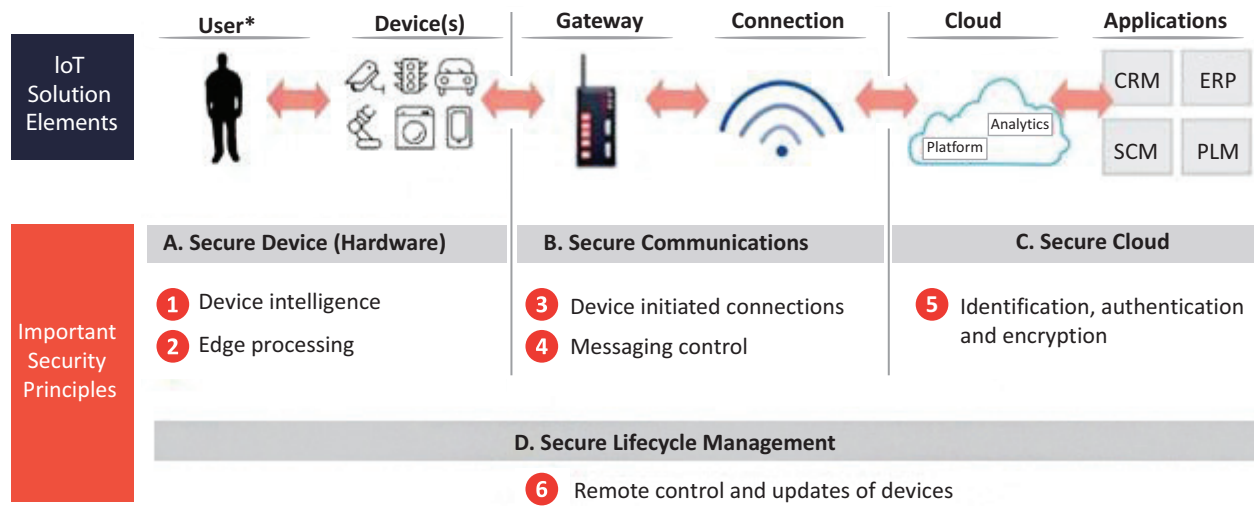 User*
Device(s)
Gateway
Connection
Cloud
Applications
IoT
Solution
Elements
Platform
Analytics
CRM
ERP
SCM
PLM
Important
Security
Principles
A. Secure Device (Hardware)
1 Device intelligence
2 Edge processing
B. Secure Communications
3 Device initiated connections
4 Messaging control
C. Secure Cloud
5 Identification, authentication
and encryption
D. Secure Lifecycle Management
6 Remote control and updates of devices